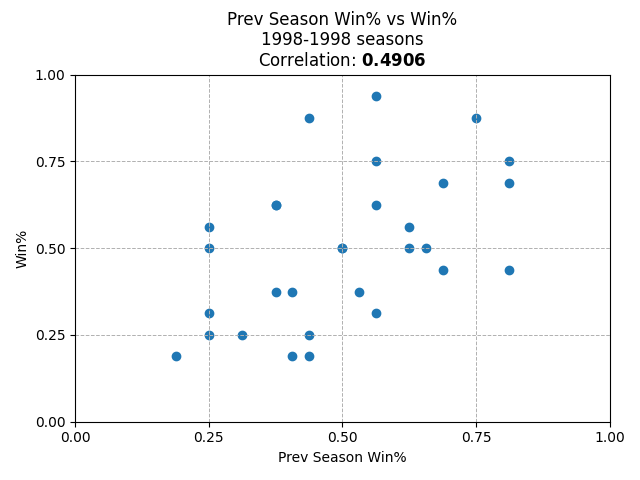 Prev Season Win% vs Win%
1998-1998 seasons
Correlation: 0.4906
1.00
0.75
0.50
0.25
0.00
Win%
0.00 0.25 0.50 0.75 1.00
Prev Season Win%